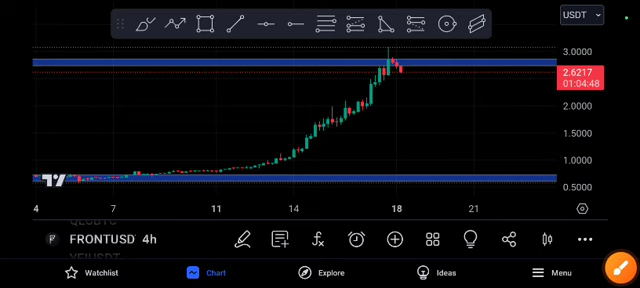 USDT
3.0000
2.6217
01:04:48
2.0000
1.5000
1.0000
0.5000
4 7 11 14 18 21
FRONTUSD 4h
Watchlist Chart Explore Ideas Menu